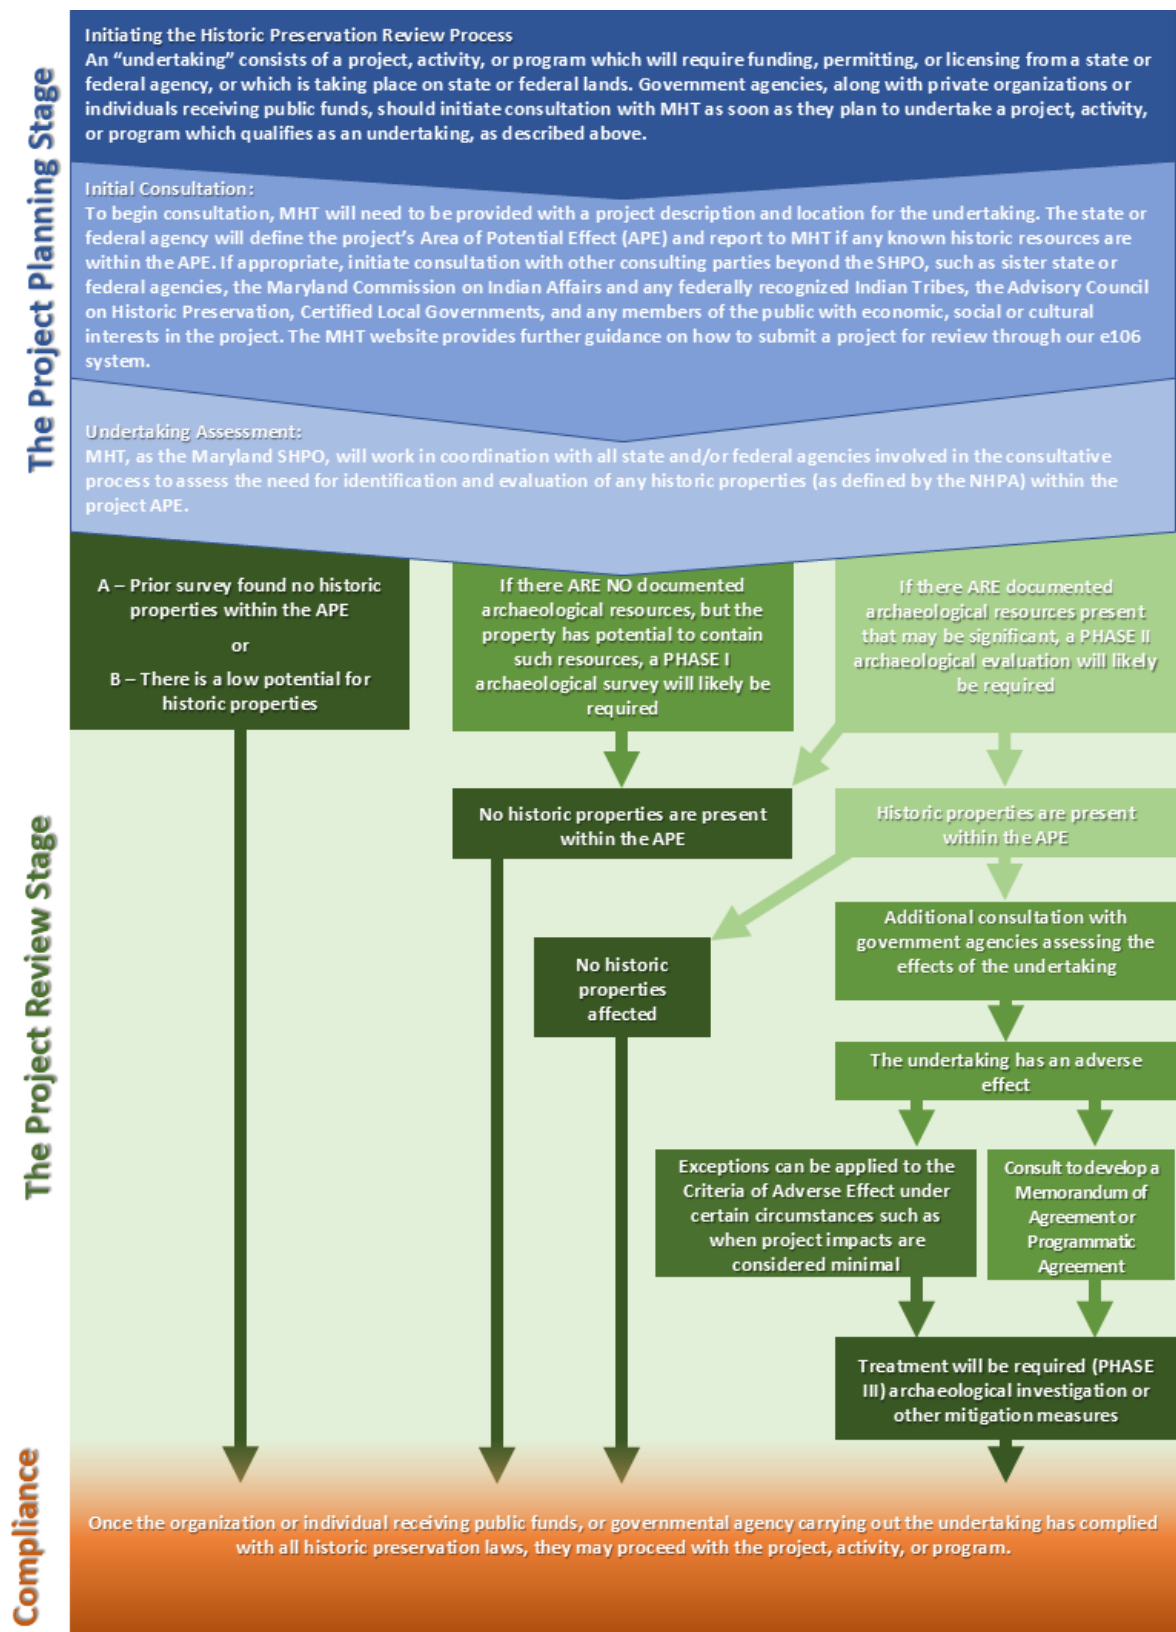 The Project Planning Stage
Initiating the Historic Preservation Review Process
An “undertaking” consists of a project, activity, or program which will require funding, permitting, or licensing from a state or
federal agency, or which is taking place on state or federal lands. Government agencies, along with private organizations or
individuals receiving public funds, should initiate consultation with MHT as soon as they plan to undertake a project, activity,
or program which qualifies as an undertaking, as described above.
Initial Consultation:
To begin consultation, MHT will need to be provided with a project description and location for the undertaking. The state or
federal agency will define the project’s Area of Potential Effect (APE) and report to MHT if any known historic resources are
within the APE. If appropriate, initiate consultation with other consulting parties beyond the SHPO, such as sister state or
federal agencies, the Maryland Commission on Indian Affairs and any federally recognized Indian Tribes, the Advisory Council
on Historic Preservation, Certified Local Governments, and any members of the public with economic, social or cultural
interests in the project. The MHT website provides further guidance on how to submit a project for review through our e106
system.
Undertaking Assessment:
MHT, as the Maryland SHPO, will work in coordination with all state and/or federal agencies involved in the consultative
process to assess the need for identification and evaluation of any historic properties (as defined by the NHPA) within the
project APE.
The Project Review Stage
A – Prior survey found no historic
properties within the APE
or
B – There is a low potential for
historic properties
If there ARE NO documented
archaeological resources, but the
property has potential to contain
such resources, a PHASE I
archaeological survey will likely be
required
If there ARE documented
archaeological resources present
that may be significant, a PHASE II
archaeological evaluation will likely
be required
No historic properties are present
within the APE
Historic properties are present
within the APE
No historic
properties
affected
Additional consultation with
government agencies assessing the
effects of the undertaking
The undertaking has an adverse
effect
Exceptions can be applied to the
Criteria of Adverse Effect under
certain circumstances such as
when project impacts are
considered minimal
Consult to develop a
Memorandum of
Agreement or
Programmatic
Agreement
Treatment will be required (PHASE
III) archaeological investigation or
other mitigation measures
Compliance
Once the organization or individual receiving public funds, or governmental agency carrying out the undertaking has complied
with all historic preservation laws, they may proceed with the project, activity, or program.